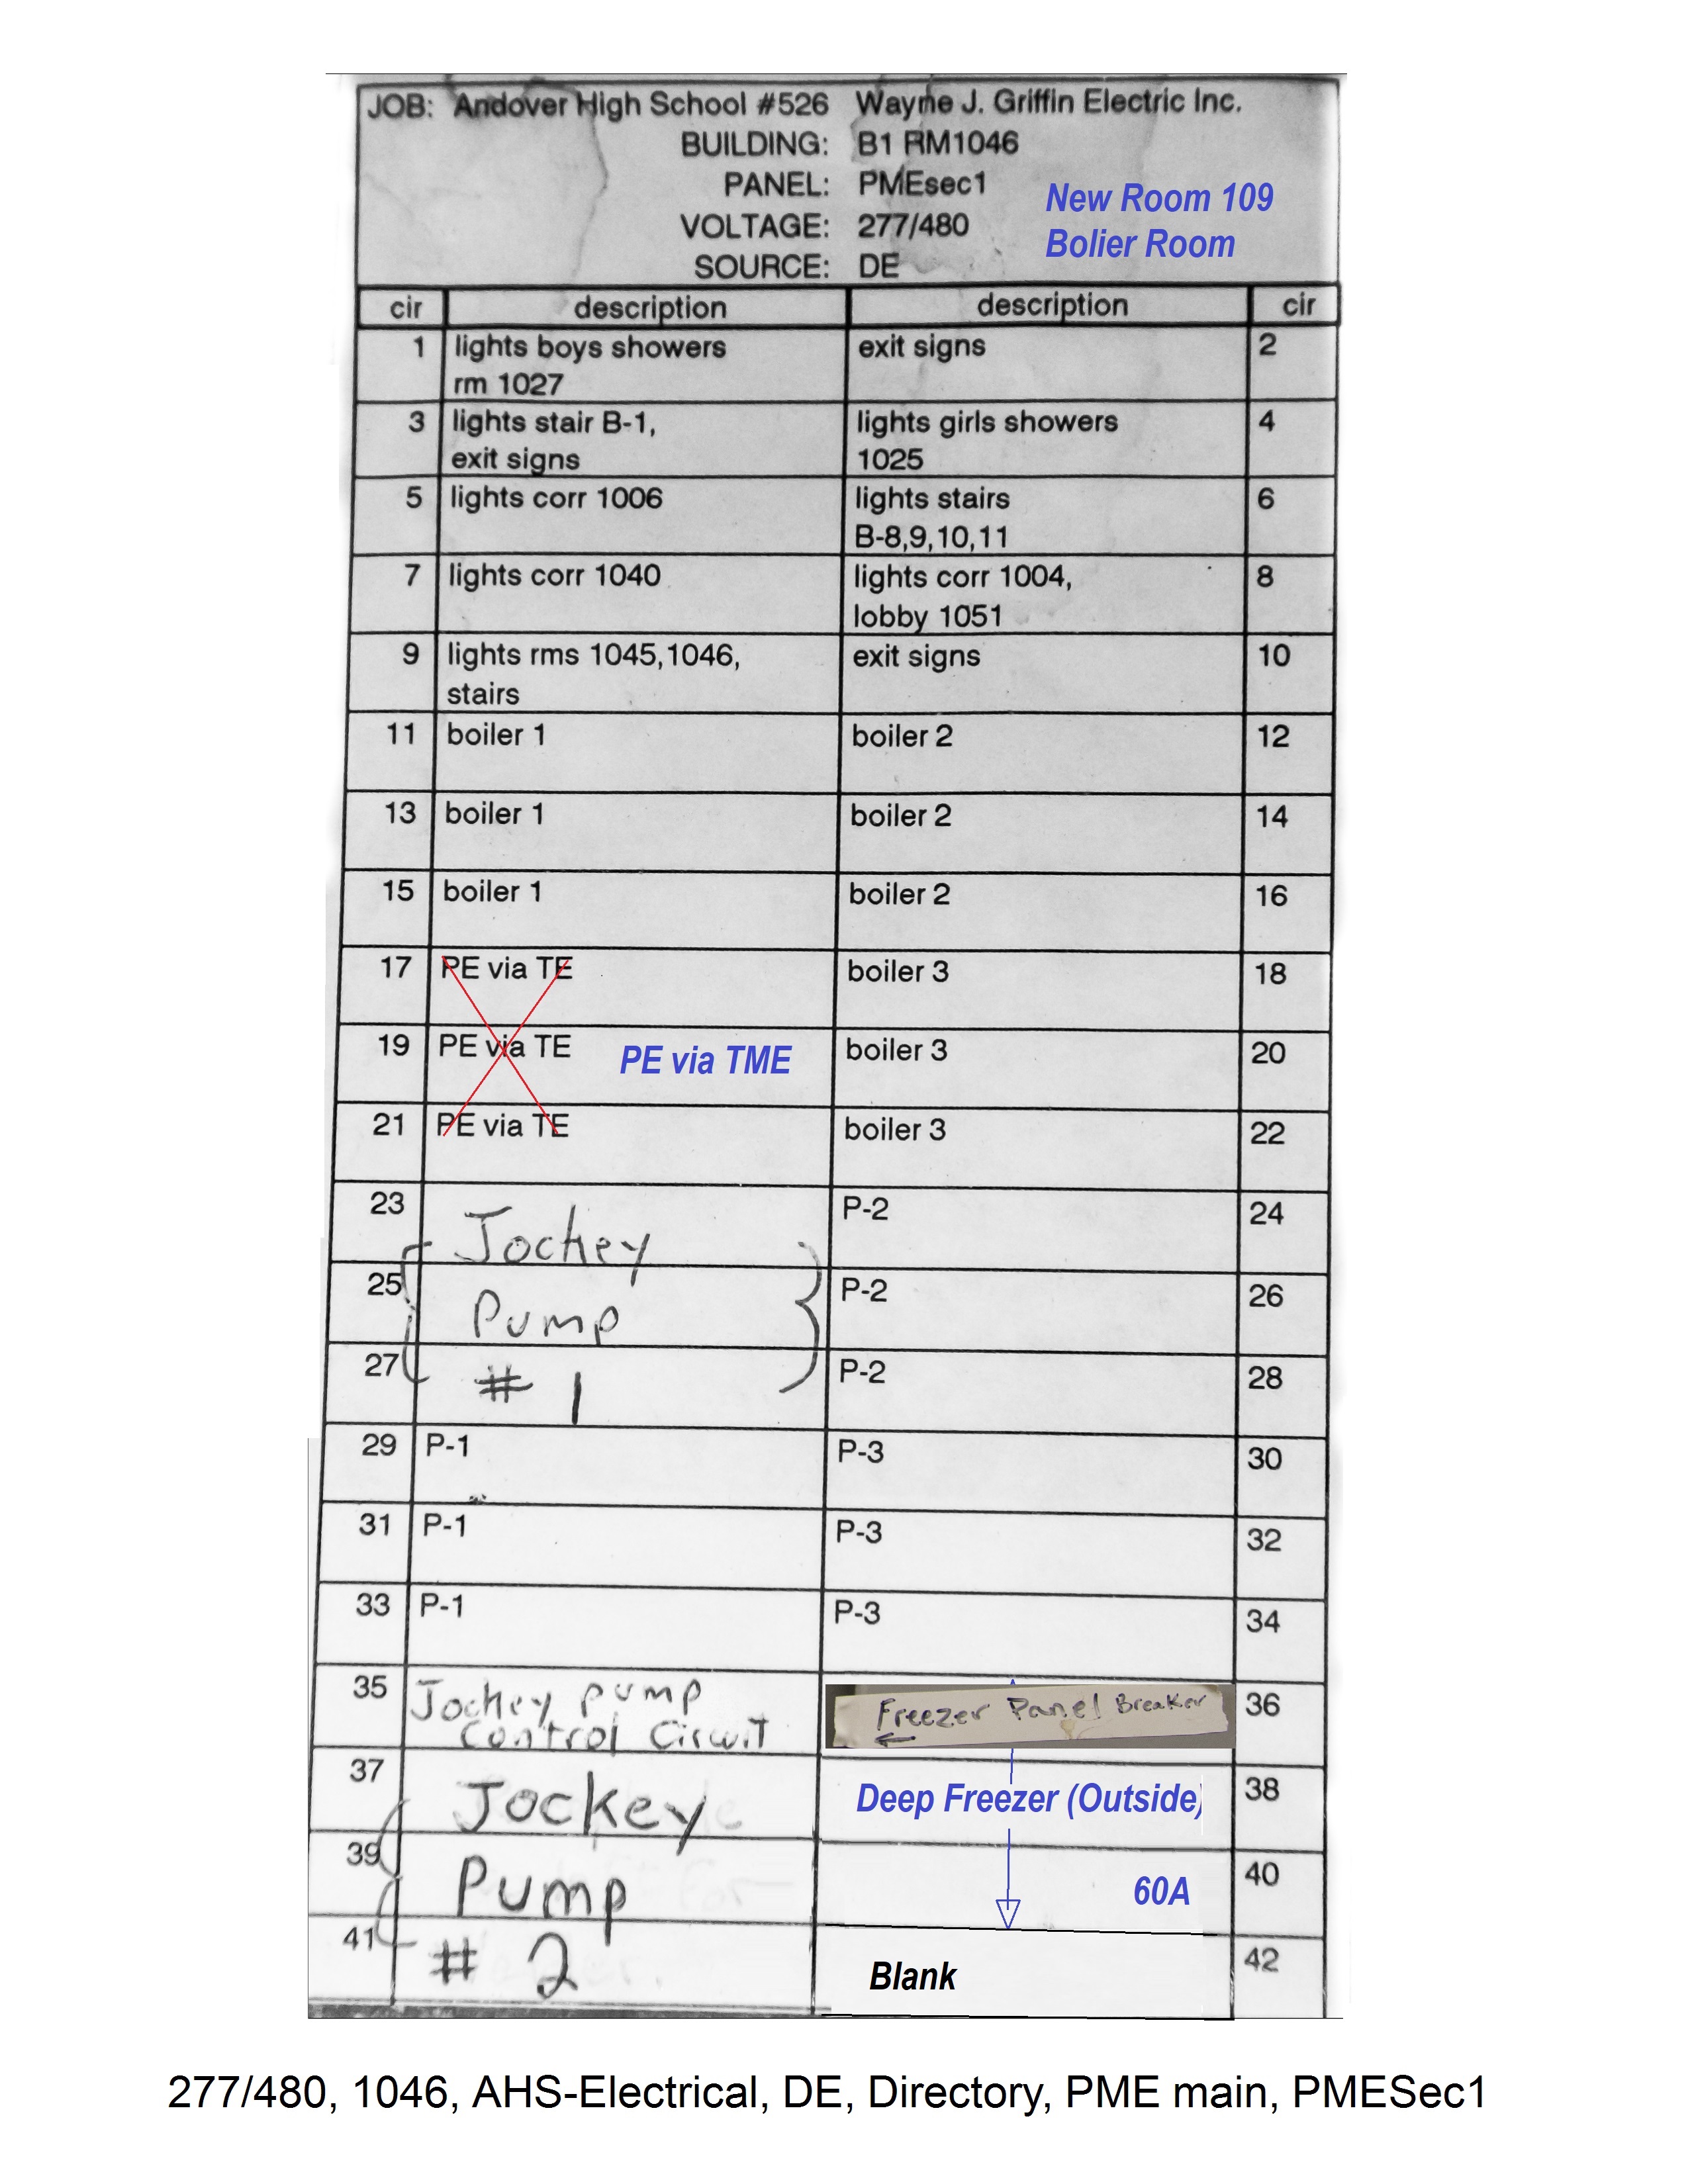 JOB: Andover High School #526 Wayne J. Griffin Electric Inc.
BUILDING: B1 RM1046
PANEL: PMEsec1
VOLTAGE: 277/480
SOURCE: DE
New Room 109
Bolier Room
cir description description cir
1 lights boys showers exit signs 2
rm 1027
3 lights stair B-1, lights girls showers 4
exit signs 1025
5 lights corr 1006 lights stairs 6
B-8,9,10,11
7 lights corr 1040 lights corr 1004, 8
lobby 1051
9 lights rms 1045,1046, exit signs 10
stairs
11 boiler 1 boiler 2 12
13 boiler 1 boiler 2 14
15 boiler 1 boiler 2 16
17 PE via TE boiler 3 18
19 PE via TE PE via TME boiler 3 20
21 PE via TE boiler 3 22
23 Jockey P-2 24
25 Pump P-2 26
27 # 1 P-2 28
29 P-1 P-3 30
31 P-1 P-3 32
33 P-1 P-3 34
35 Jockey pump Freezer Panel Breaker 36
Control Circuit
37 Jockey Deep Freezer (Outside) 38
39 Pump 60A 40
41 # 2 Blank 42
277/480, 1046, AHS-Electrical, DE, Directory, PME main, PMESec1